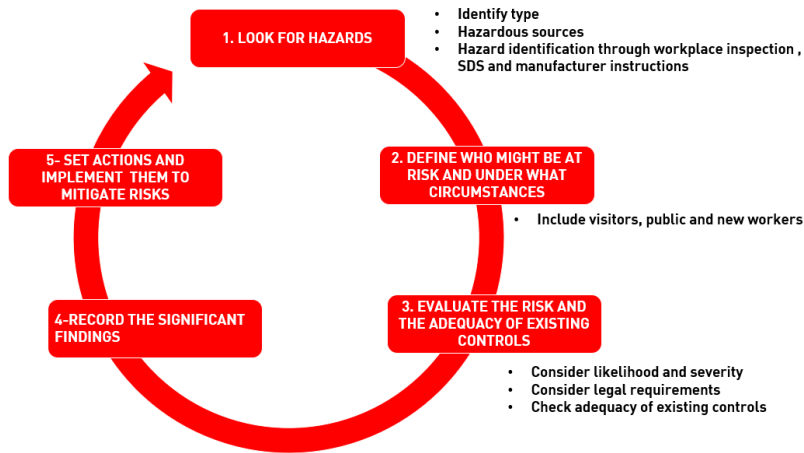 1. LOOK FOR HAZARDS
• Identify type
• Hazardous sources
• Hazard identification through workplace inspection ,
SDS and manufacturer instructions
2. DEFINE WHO MIGHT BE AT
RISK AND UNDER WHAT
CIRCUMSTANCES
• Include visitors, public and new workers
3. EVALUATE THE RISK AND
THE ADEQUACY OF EXISTING
CONTROLS
• Consider likelihood and severity
• Consider legal requirements
• Check adequacy of existing controls
4-RECORD THE SIGNIFICANT
FINDINGS
5- SET ACTIONS AND
IMPLEMENT THEM TO
MITIGATE RISKS